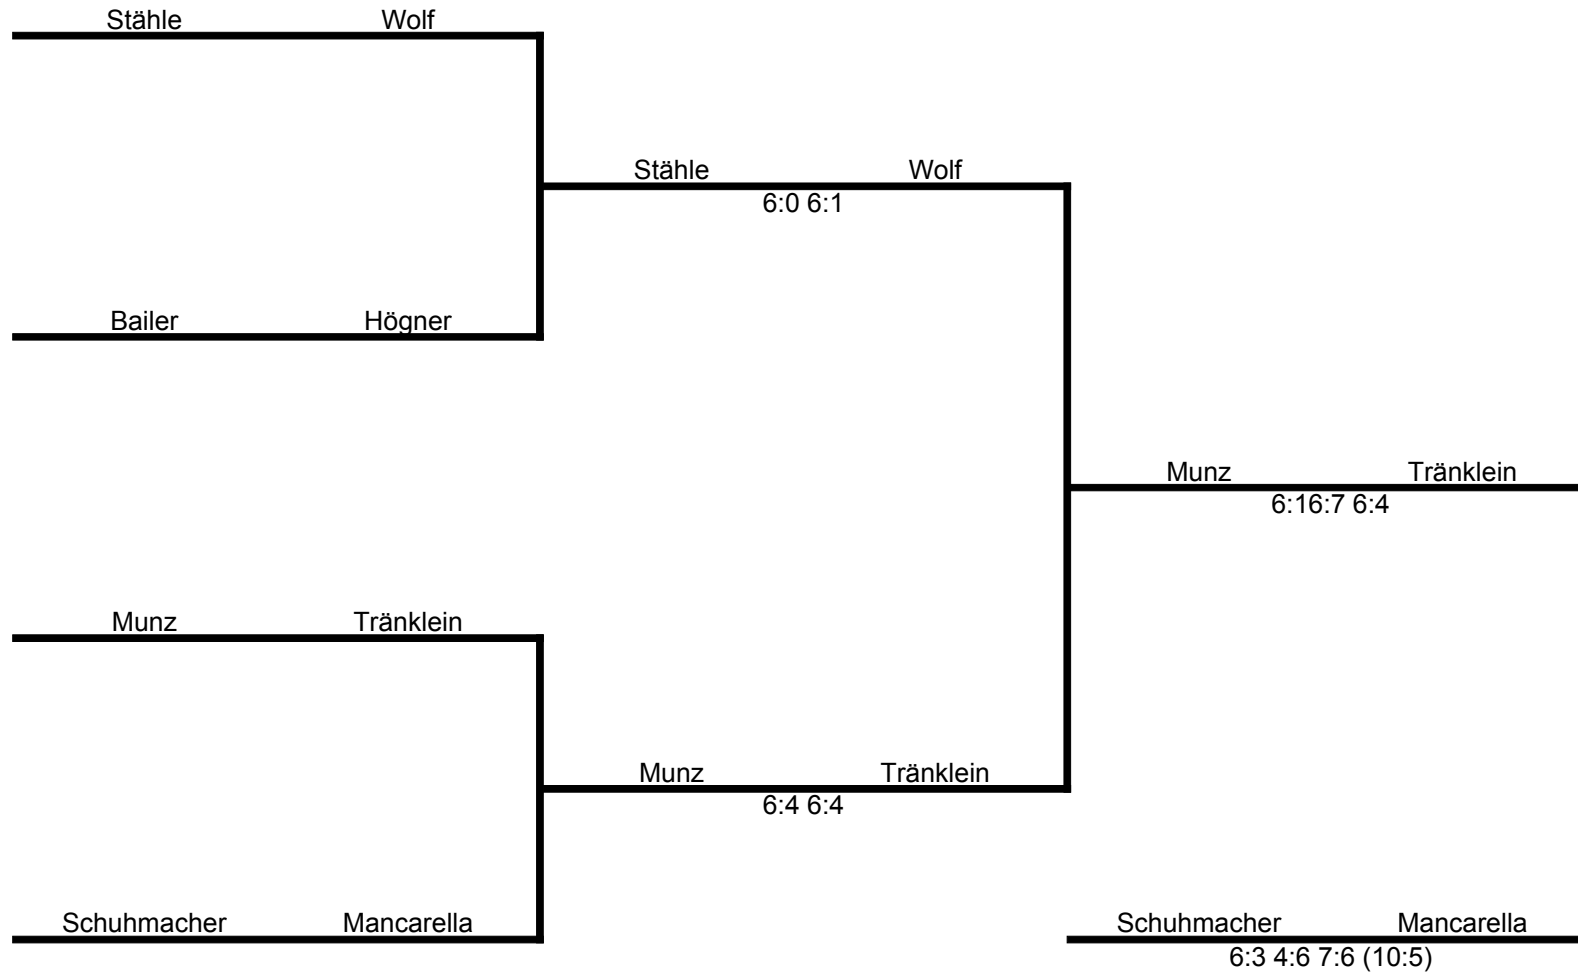 Stähle Wolf
Stähle Wolf
6:0 6:1
Bailer Högner
Munz Tränklein
6:16:7 6:4
Munz Tränklein
Munz Tränklein
6:4 6:4
Schuhmacher Mancarella
Schuhmacher Mancarella
6:3 4:6 7:6 (10:5)